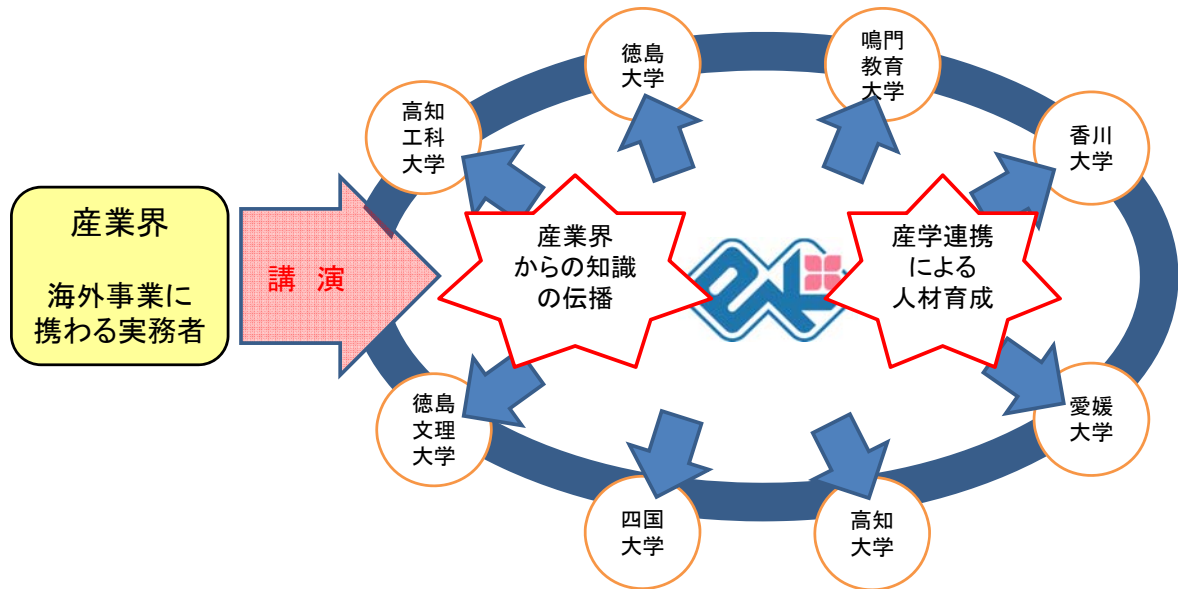 産業界
海外事業に
携わる実務者
講 演
高知
工科
大学
徳島
大学
鳴門
教育
大学
香川
大学
産業界
からの知識
の伝播
産学連携
による
人材育成
徳島
文理
大学
四国
大学
高知
大学
愛媛
大学